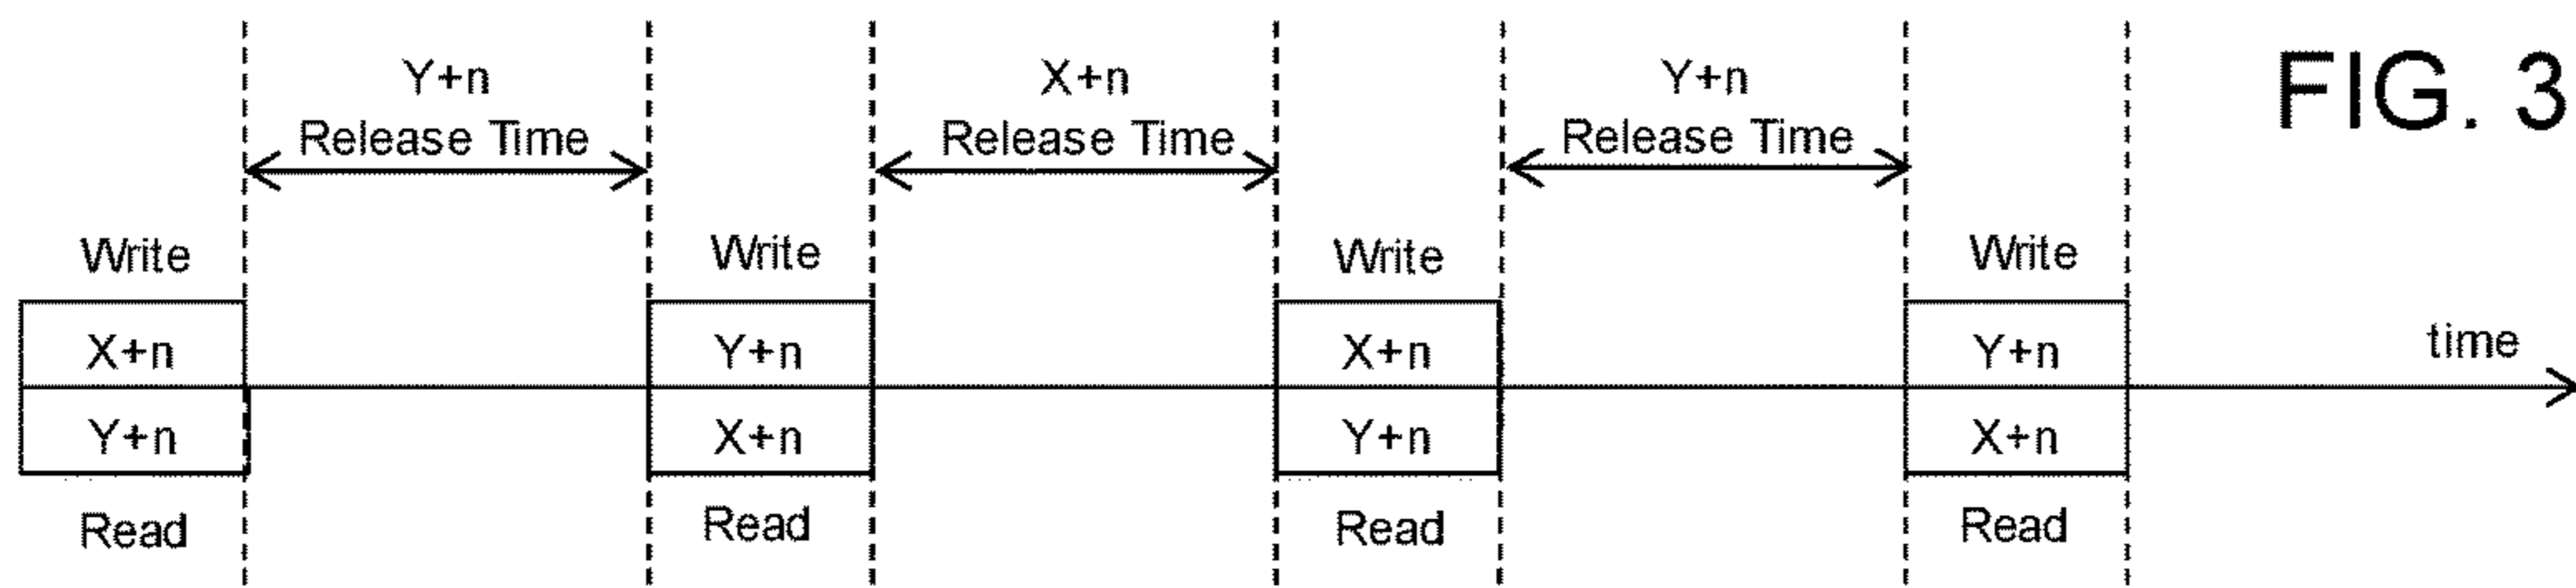 Y+n
Release Time
X+n
Release Time
Y+n
Release Time
FIG. 3
Write
Write
Write
Write
X+n
Y+n
X+n
Y+n
time
Y+n
X+n
Y+n
X+n
Read
Read
Read
Read